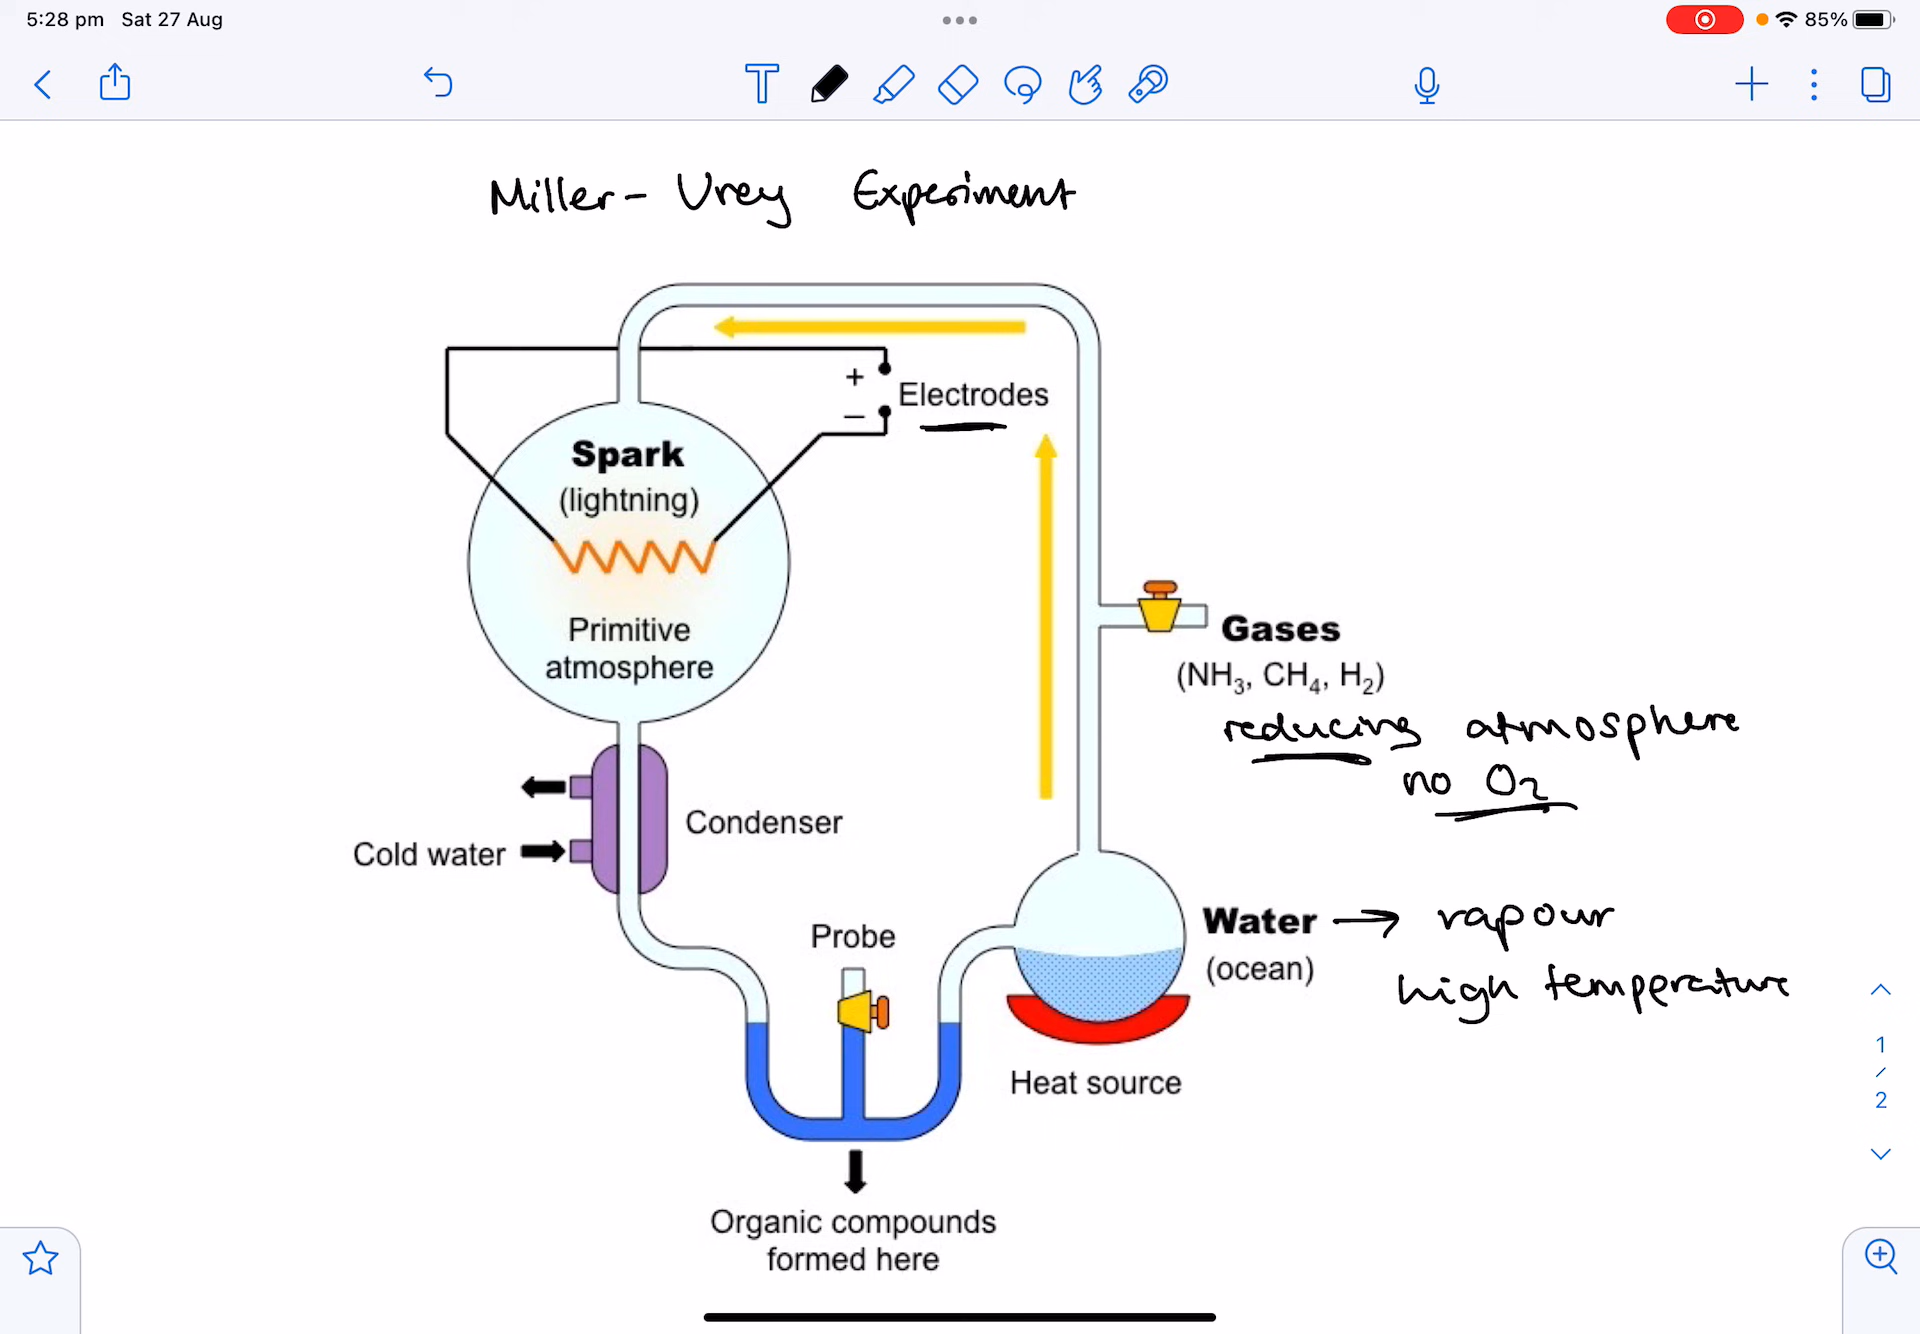 5:28 pm Sat 27 Aug
85%
Miller-Urey Experiment
+
Electrodes
−
Spark
(lightning)
Primitive
atmosphere
Gases
(NH₃, CH₄, H₂)
reducing atmosphere
no O₂
Condenser
Cold water
Probe
Water → vapour
(ocean)
high temperature
Heat source
1
/
2
Organic compounds
formed here